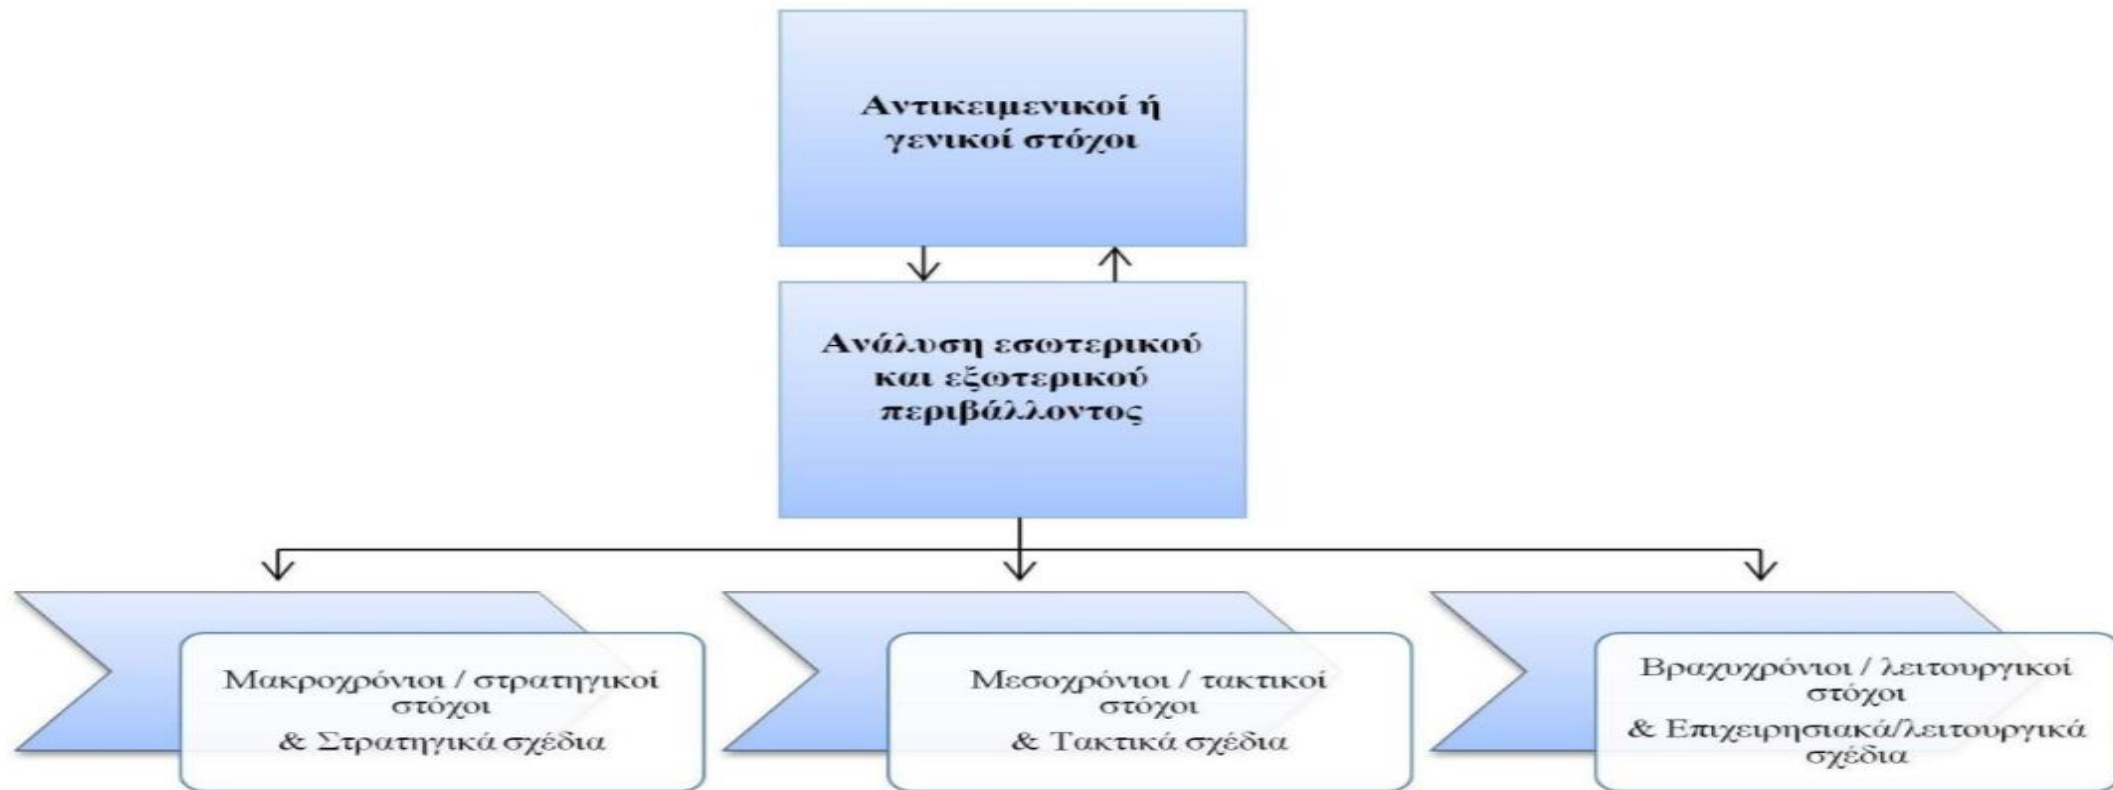 Αντικειμενικοί ή
γενικοί στόχοι
Ανάλυση εσωτερικού
και εξωτερικού
περιβάλλοντος
Μακροχρόνιοι / στρατηγικοί
στόχοι
& Στρατηγικά σχέδια
Μεσοχρόνιοι / τακτικοί
στόχοι
& Τακτικά σχέδια
Βραχυχρόνιοι / λειτουργικοί
στόχοι
& Επιχειρησιακά/λειτουργικά
σχέδια